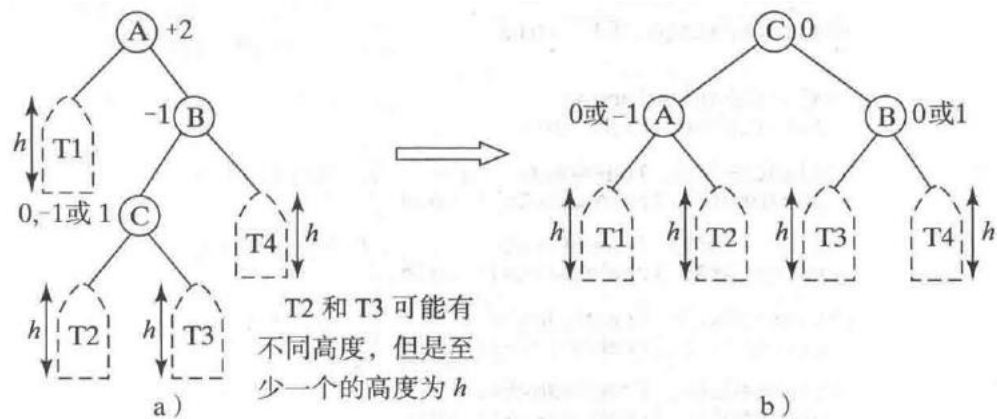 A +2
C 0
-1 B
0或-1 A
B 0或1
h T1
0,-1或 1 C
T4 h
h T1
h T2
h T3
T4 h
h T2
h T3
T2 和 T3 可能有
不同高度，但是至
少一个的高度为 h
a）
b）